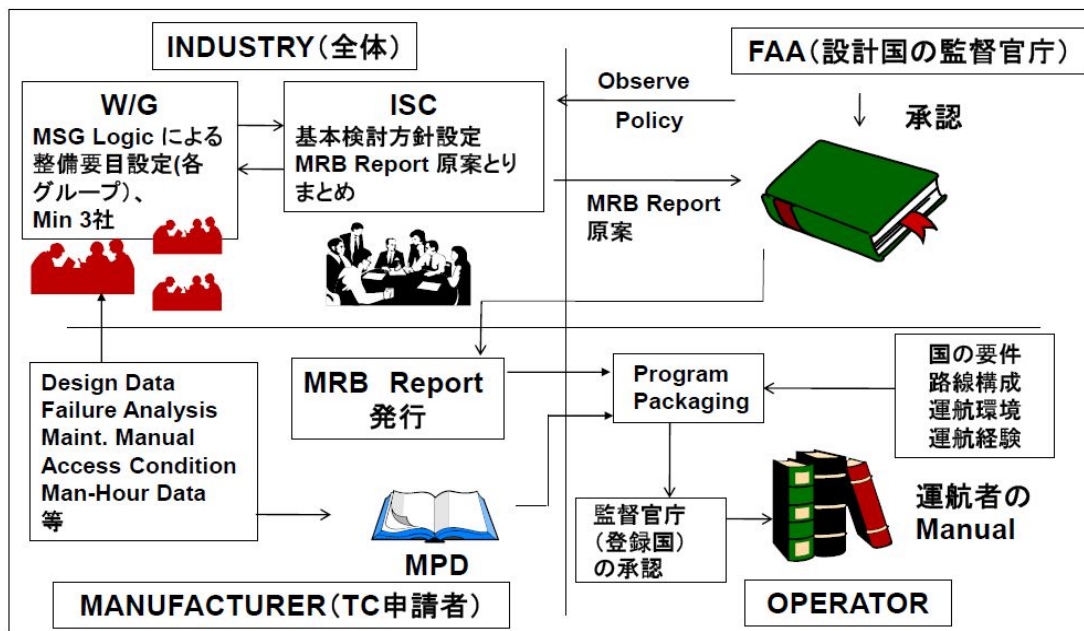 INDUSTRY(全体)
W/G
MSG Logic による
整備要目設定(各
グループ)、
Min 3社
ISC
基本検討方針設定
MRB Report 原案とり
まとめ
Observe
Policy
MRB Report
原案
FAA(設計国の監督官庁)
承認
Design Data
Failure Analysis
Maint. Manual
Access Condition
Man-Hour Data
等
MRB Report
発行
MPD
MANUFACTURER(TC申請者)
Program
Packaging
国の要件
路線構成
運航環境
運航経験
監督官庁
(登録国)
の承認
運航者の
Manual
OPERATOR